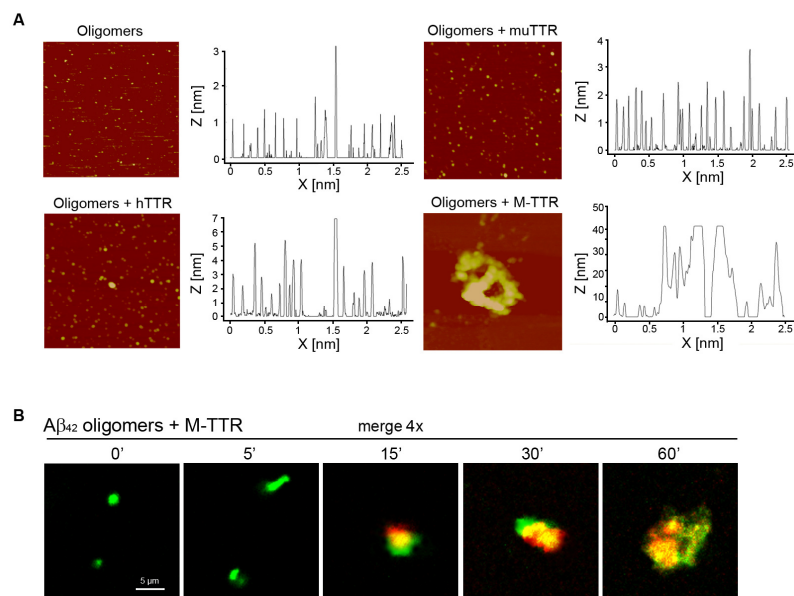 A
Oligomers
Z [nm]
3
2
1
0
0 0.5 1 1.5 2 2.5
X [nm]
Oligomers + muTTR
Z [nm]
4
3
2
1
0
0 0.5 1 1.5 2 2.5
X [nm]
Oligomers + hTTR
Z [nm]
7
6
5
4
3
2
1
0
0 0.5 1 1.5 2 2.5
X [nm]
Oligomers + M-TTR
Z [nm]
50
40
30
20
10
0
0 0.5 1 1.5 2 2.5
X [nm]
B
Aβ₄₂ oligomers + M-TTR merge 4x
0’ 5’ 15’ 30’ 60’
5 µm